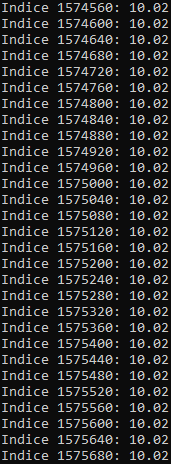 Indice 1574560: 10.02
Indice 1574600: 10.02
Indice 1574640: 10.02
Indice 1574680: 10.02
Indice 1574720: 10.02
Indice 1574760: 10.02
Indice 1574800: 10.02
Indice 1574840: 10.02
Indice 1574880: 10.02
Indice 1574920: 10.02
Indice 1574960: 10.02
Indice 1575000: 10.02
Indice 1575040: 10.02
Indice 1575080: 10.02
Indice 1575120: 10.02
Indice 1575160: 10.02
Indice 1575200: 10.02
Indice 1575240: 10.02
Indice 1575280: 10.02
Indice 1575320: 10.02
Indice 1575360: 10.02
Indice 1575400: 10.02
Indice 1575440: 10.02
Indice 1575480: 10.02
Indice 1575520: 10.02
Indice 1575560: 10.02
Indice 1575600: 10.02
Indice 1575640: 10.02
Indice 1575680: 10.02